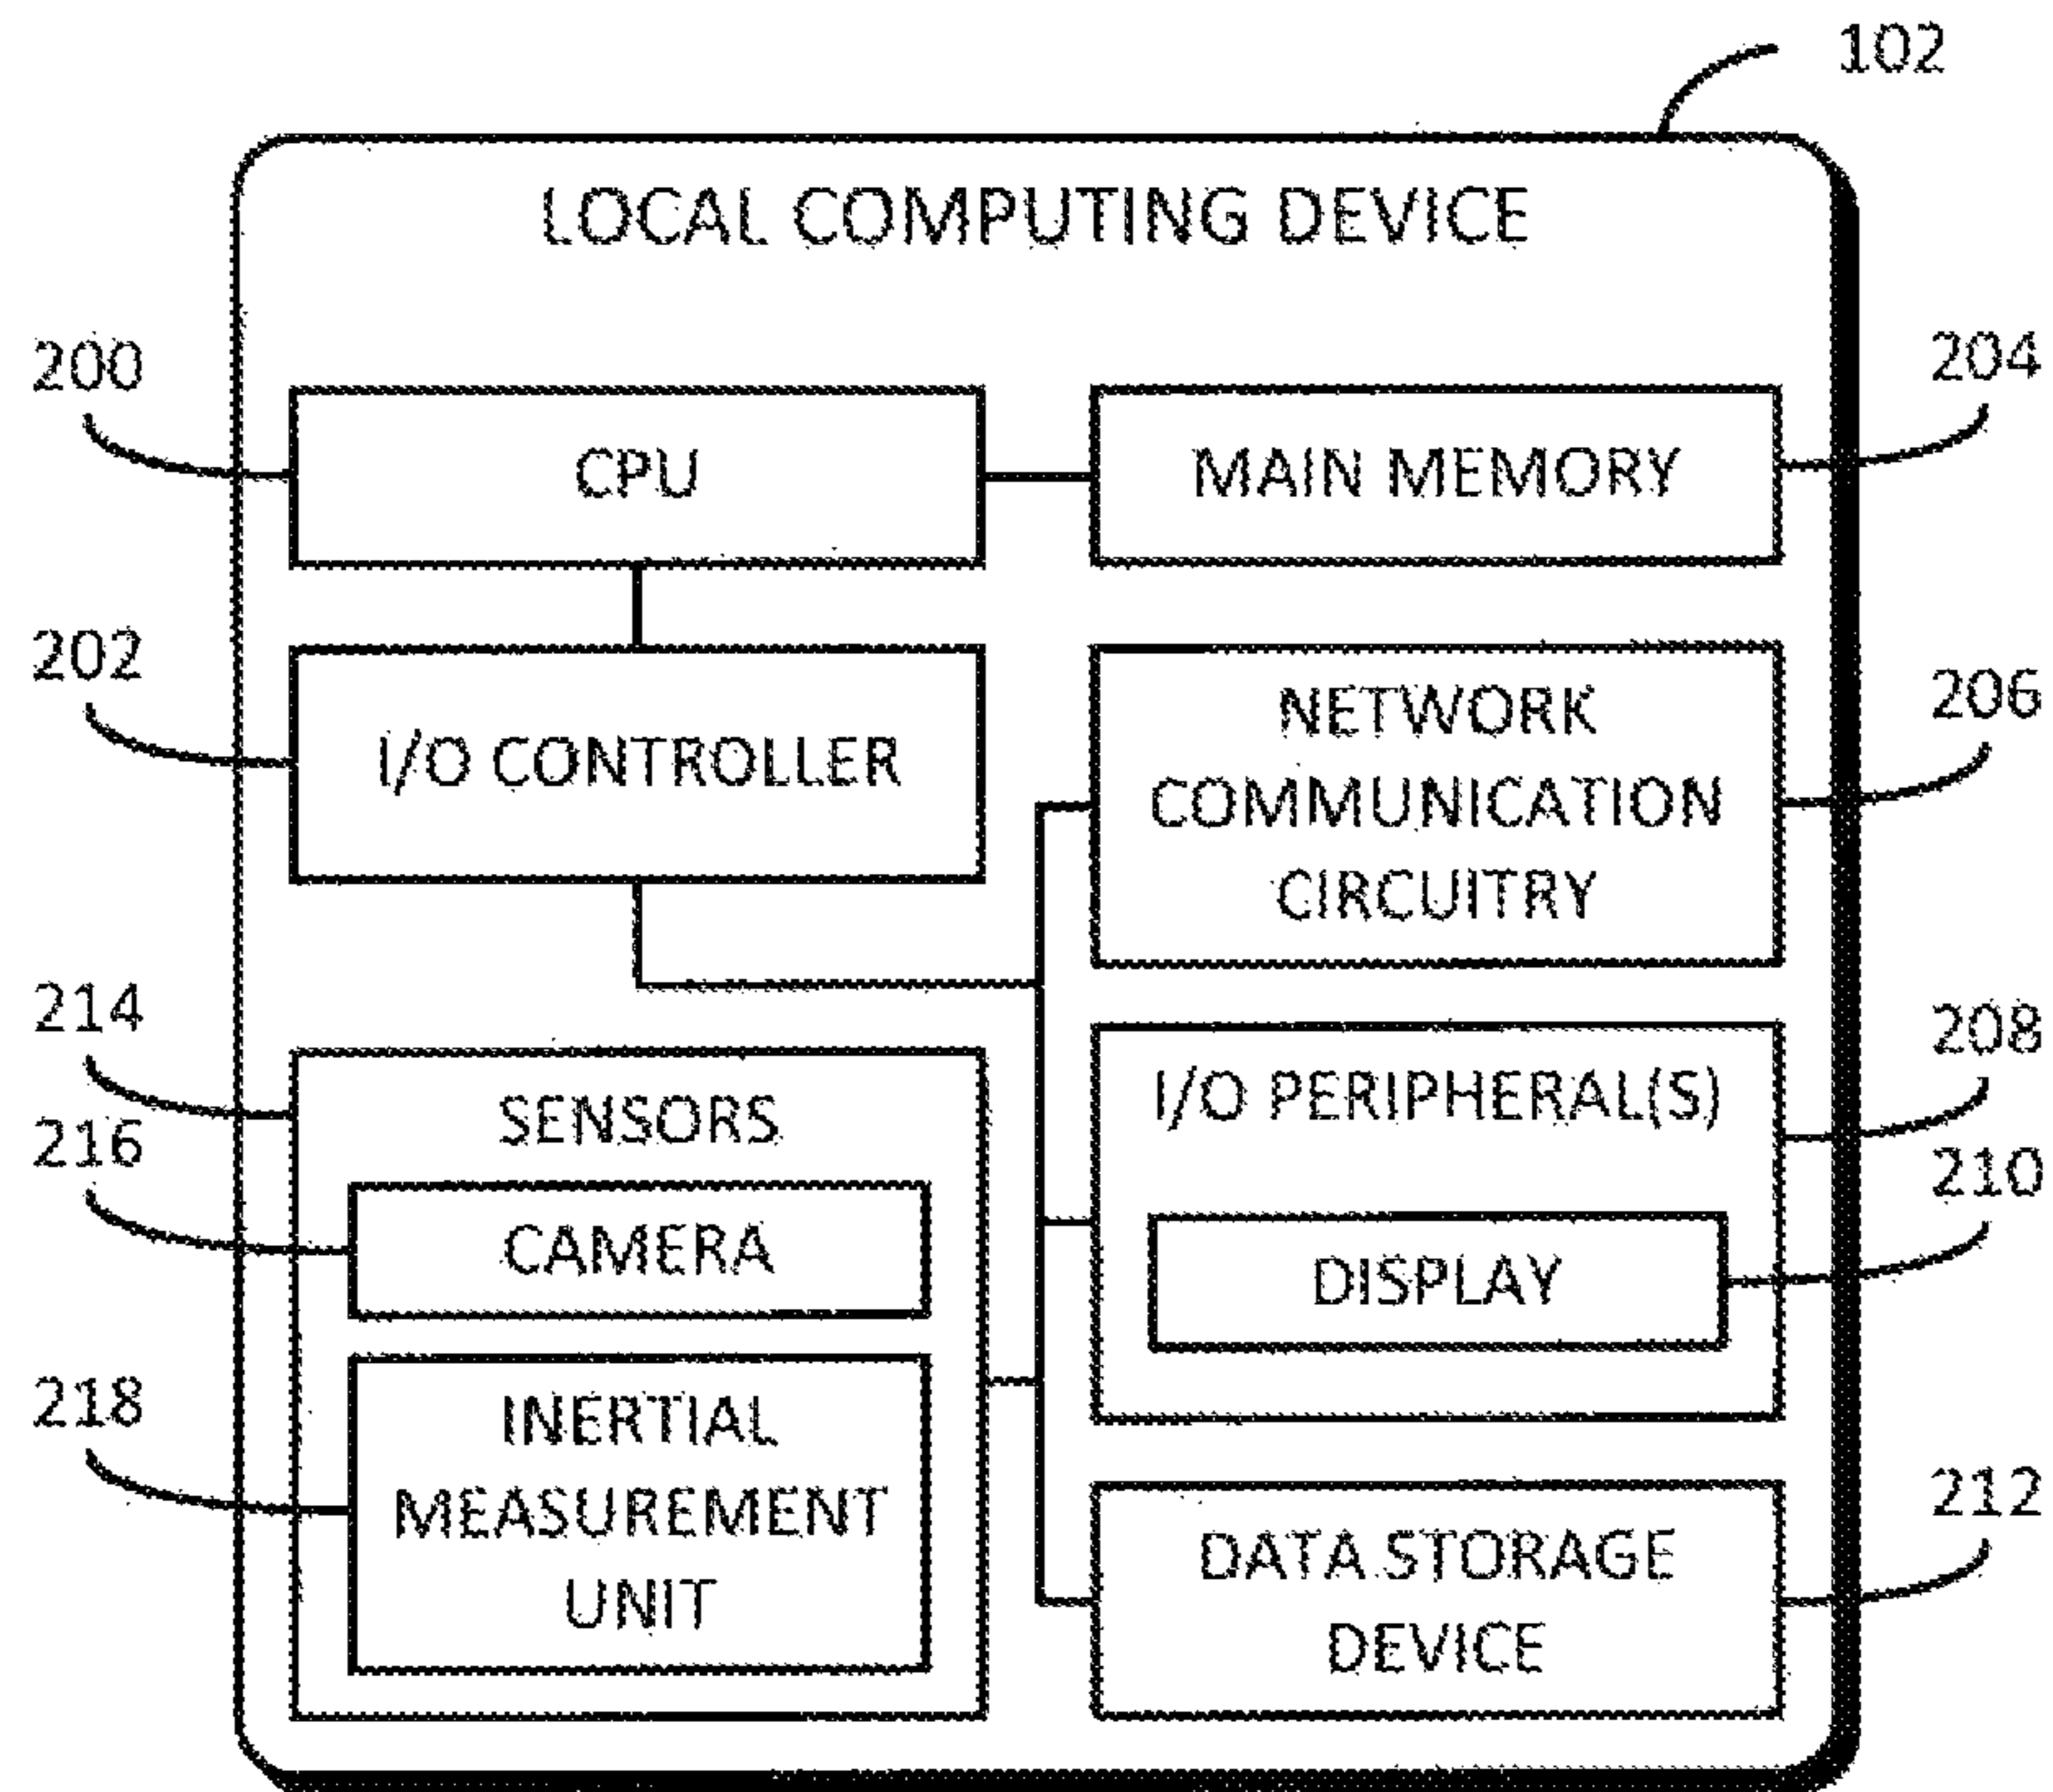 102
LOCAL COMPUTING DEVICE
200
CPU
MAIN MEMORY
204
202
I/O CONTROLLER
NETWORK
COMMUNICATION
CIRCUITRY
206
214
SENSORS
216
CAMERA
218
INERTIAL
MEASUREMENT
UNIT
I/O PERIPHERAL(S)
208
210
DISPLAY
DATA STORAGE
DEVICE
212